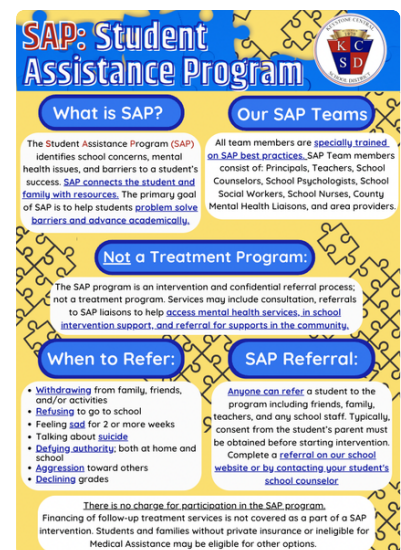 SAP: Student
Assistance Program
KEYSTONE CENTRAL
K C
S D
SCHOOL DISTRICT
What is SAP?
The Student Assistance Program (SAP)
identifies school concerns, mental
health issues, and barriers to a student's
success. SAP connects the student and
family with resources. The primary goal
of SAP is to help students problem solve
barriers and advance academically.
Our SAP Teams
All team members are specially trained
on SAP best practices. SAP Team members
consist of: Principals, Teachers, School
Counselors, School Psychologists, School
Social Workers, School Nurses, County
Mental Health Liaisons, and area providers.
Not a Treatment Program:
The SAP program is an intervention and confidential referral process;
not a treatment program. Services may include consultation, referrals
to SAP liaisons to help access mental health services, in school
intervention support, and referral for supports in the community.
When to Refer:
• Withdrawing from family, friends,
and/or activities
• Refusing to go to school
• Feeling sad for 2 or more weeks
• Talking about suicide
• Defying authority; both at home and
school
• Aggression toward others
• Declining grades
SAP Referral:
Anyone can refer a student to the
program including friends, family,
teachers, and any school staff. Typically,
consent from the student's parent must
be obtained before starting intervention.
Complete a referral on our school
website or by contacting your student's
school counselor
There is no charge for participation in the SAP program.
Financing of follow-up treatment services is not covered as a part of a SAP
intervention. Students and families without private insurance or ineligible for
Medical Assistance may be eligible for other options.